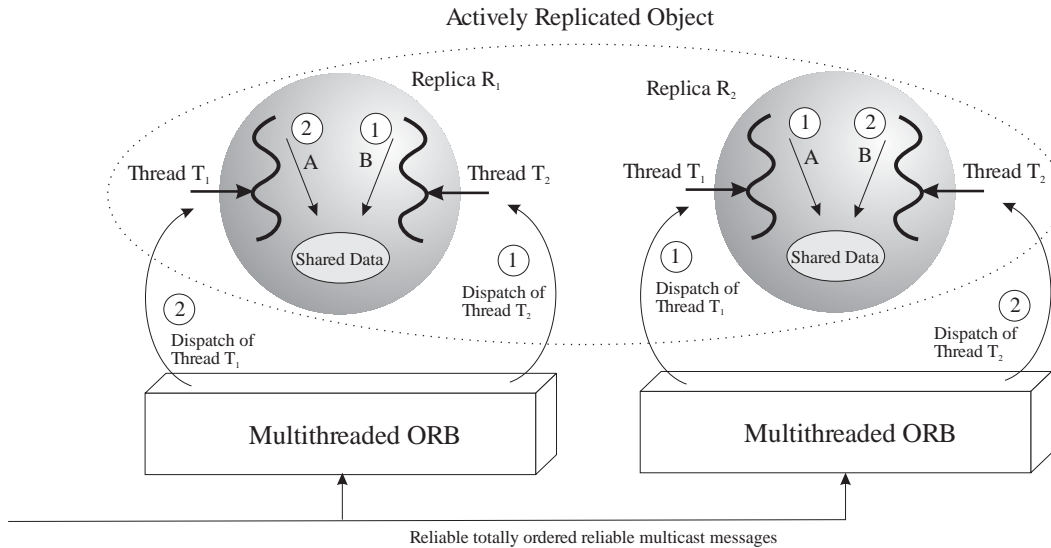 Actively Replicated Object
Replica R1
2
1
A
B
Thread T1
Thread T2
Shared Data
1
Dispatch of
Thread T2
2
Dispatch of
Thread T1
Multithreaded ORB
Replica R2
1
2
A
B
Thread T1
Thread T2
Shared Data
1
Dispatch of
Thread T1
2
Dispatch of
Thread T2
Multithreaded ORB
Reliable totally ordered reliable multicast messages